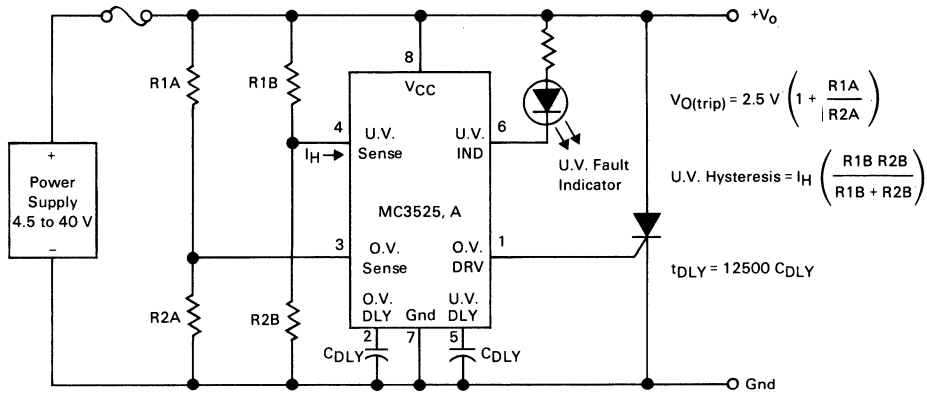 +Vo
8
R1A
R1B
VCC
4
U.V.
Sense
IH →
U.V.
IND
6
U.V. Fault
Indicator
VO(trip) = 2.5 V (1 + R1A / R2A)
U.V. Hysteresis = IH (R1B R2B / R1B + R2B)
+
Power
Supply
4.5 to 40 V
−
MC3525, A
3
O.V.
Sense
O.V.
DRV
1
tDLY = 12500 CDLY
R2A
R2B
O.V.
DLY
Gnd
U.V.
DLY
2
7
5
CDLY
CDLY
Gnd